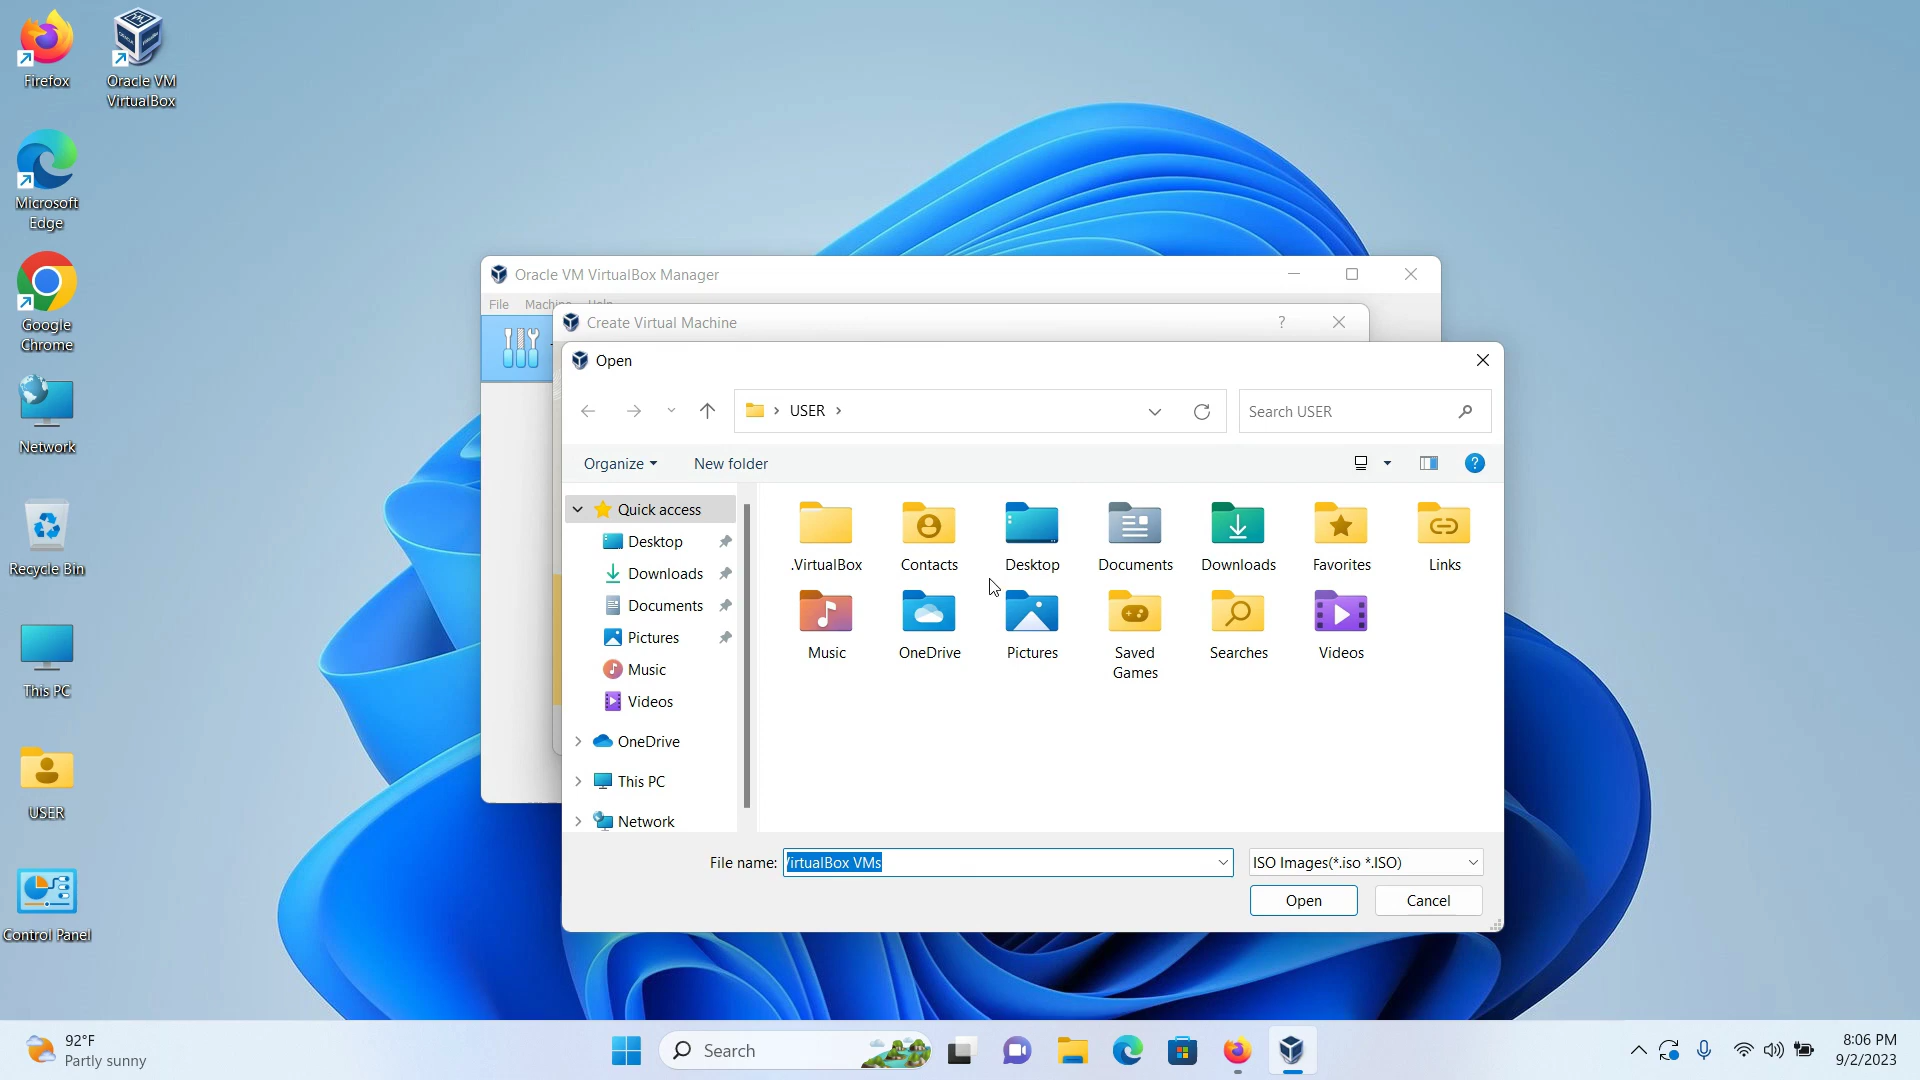 Firefox
Oracle VM
VirtualBox
Microsoft
Edge
Google
Chrome
Network
Recycle Bin
This PC
USER
Control Panel
Oracle VM VirtualBox Manager
File Machine Help
Create Virtual Machine
?
Open
USER
Search USER
Organize
New folder
?
Quick access
Desktop
Downloads
Documents
Pictures
Music
Videos
OneDrive
This PC
Network
.VirtualBox
Contacts
Desktop
Documents
Downloads
Favorites
Links
Music
OneDrive
Pictures
Saved
Games
Searches
Videos
File name: VirtualBox VMs
ISO Images(*.iso *.ISO)
Open
Cancel
92°F
Partly sunny
Search
8:06 PM
9/2/2023